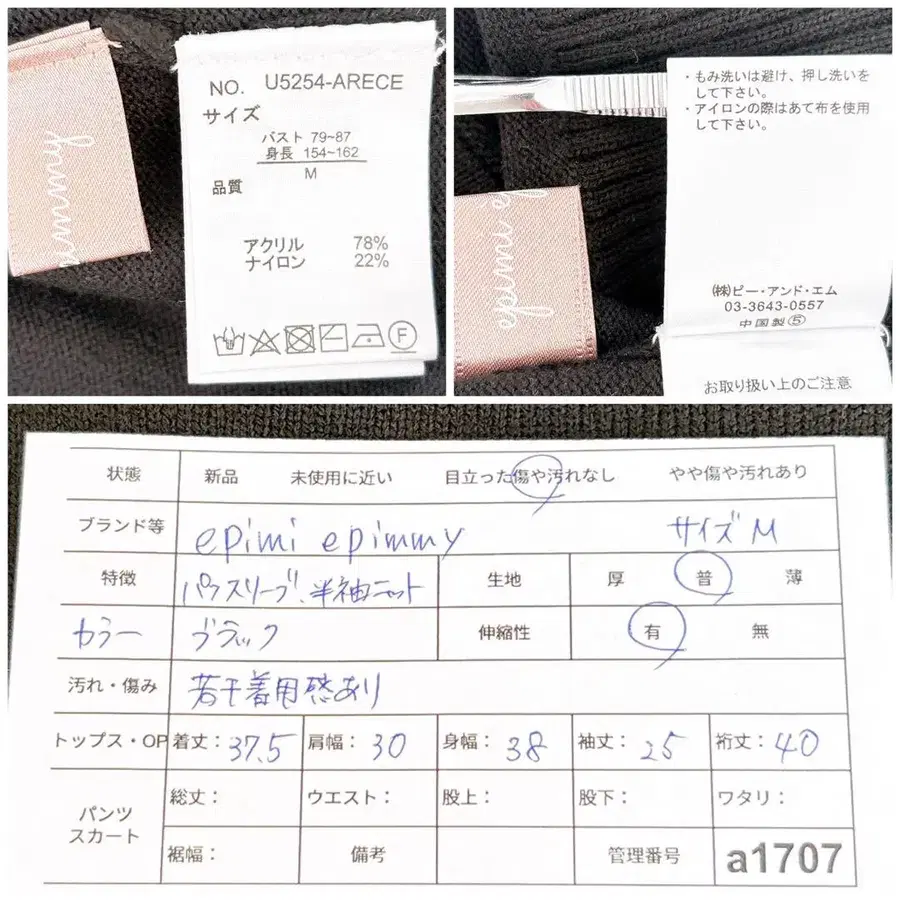 NO. U5254-ARECE
サイズ
バスト 79~87
身長 154~162
M
品質
アクリル 78%
ナイロン 22%
F
・もみ洗いは避け、押し洗いを
して下さい。
・アイロンの際はあて布を使用
して下さい。
㈱ピー・アンド・エム
03-3643-0557
中国製⑤
お取り扱い上のご注意
状態 新品 未使用に近い 目立った傷や汚れなし やや傷や汚れあり
ブランド等 epimi epimmy サイズM
特徴 パフスリーブ、半袖ニット 生地 厚 普 薄
カラー ブラック 伸縮性 有 無
汚れ・傷み 若干着用感あり
トップス・OP 着丈:37.5 肩幅:30 身幅:38 袖丈:25 裄丈:40
パンツ
スカート
総丈: ウエスト: 股上: 股下: ワタリ:
裾幅: 備考 管理番号 a1707